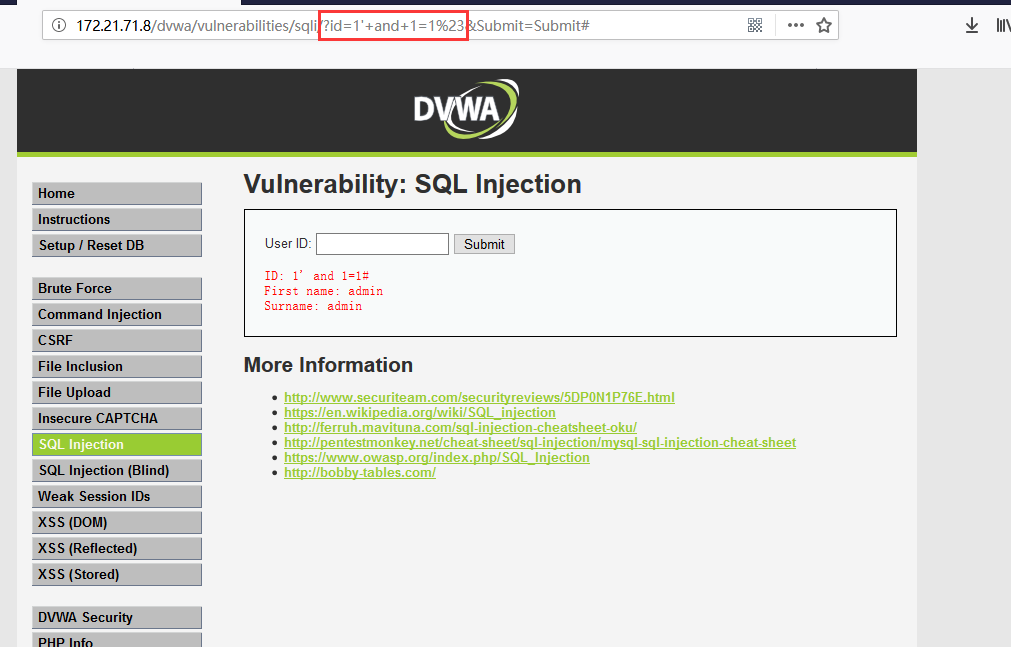 172.21.71.8/dvwa/vulnerabilities/sqli/?id=1'+and+1=1%23&Submit=Submit#
DVWA
Home
Instructions
Setup / Reset DB
Brute Force
Command Injection
CSRF
File Inclusion
File Upload
Insecure CAPTCHA
SQL Injection
SQL Injection (Blind)
Weak Session IDs
XSS (DOM)
XSS (Reflected)
XSS (Stored)
DVWA Security
PHP Info
Vulnerability: SQL Injection
User ID: Submit
ID: 1' and 1=1#
First name: admin
Surname: admin
More Information
http://www.securiteam.com/securityreviews/5DP0N1P76E.html
https://en.wikipedia.org/wiki/SQL_injection
http://ferruh.mavituna.com/sql-injection-cheatsheet-oku/
http://pentestmonkey.net/cheat-sheet/sql-injection/mysql-sql-injection-cheat-sheet
https://www.owasp.org/index.php/SQL_Injection
http://bobby-tables.com/